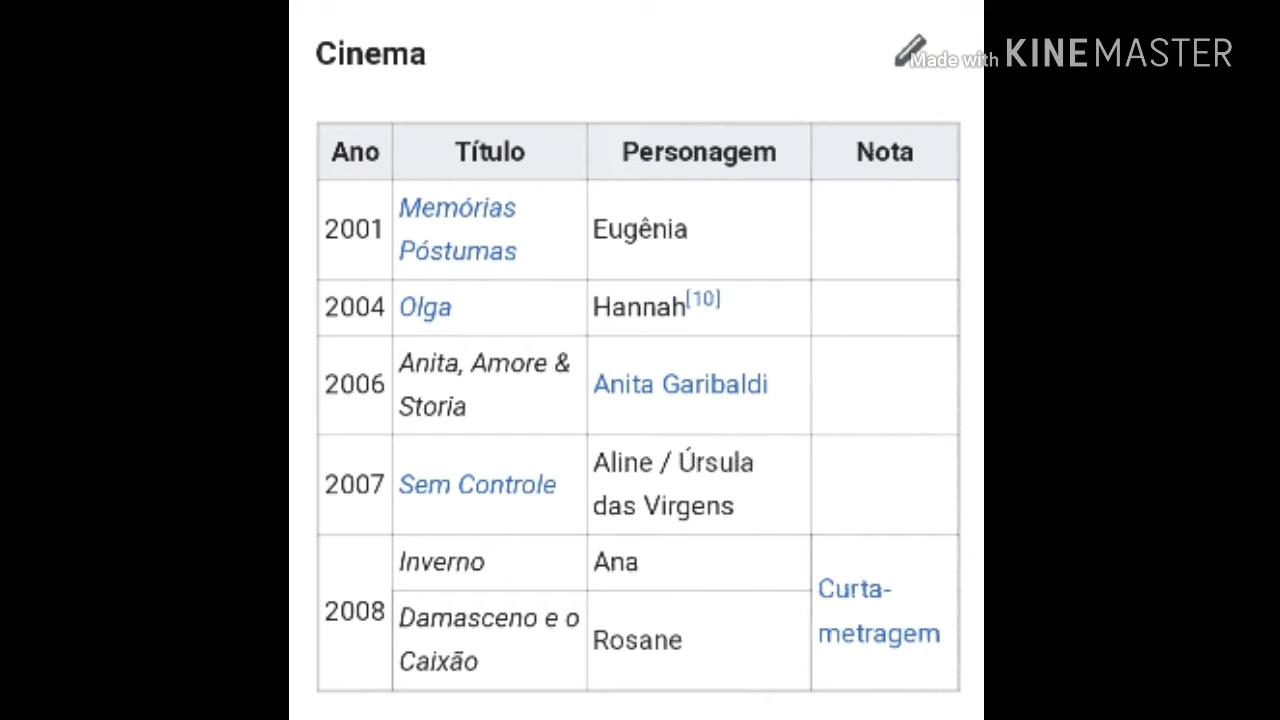 Cinema
Made with KINEMASTER
Ano Título Personagem Nota
2001 Memórias Póstumas Eugênia
2004 Olga Hannah[10]
2006 Anita, Amore & Storia Anita Garibaldi
2007 Sem Controle Aline / Úrsula das Virgens
2008 Inverno Ana Curta-metragem
Damasceno e o Caixão Rosane